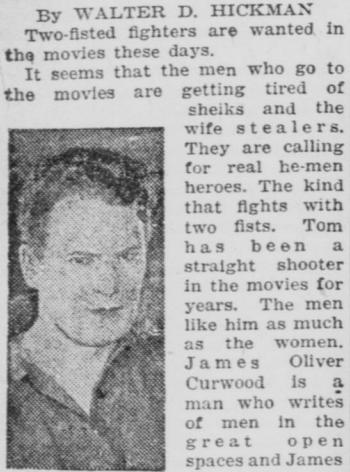 By WALTER D. HICKMAN
Two-fisted fighters are wanted in
the movies these days.
It seems that the men who go to
the movies are getting tired of
sheiks and the
wife stealers.
They are calling
for real he-men
heroes. The kind
that fights with
two fists. Tom
has been a
straight shooter
in the movies for
years. The men
like him as much
as the women.
James Oliver
Curwood is a
man who writes
of men in the
great open
spaces and James